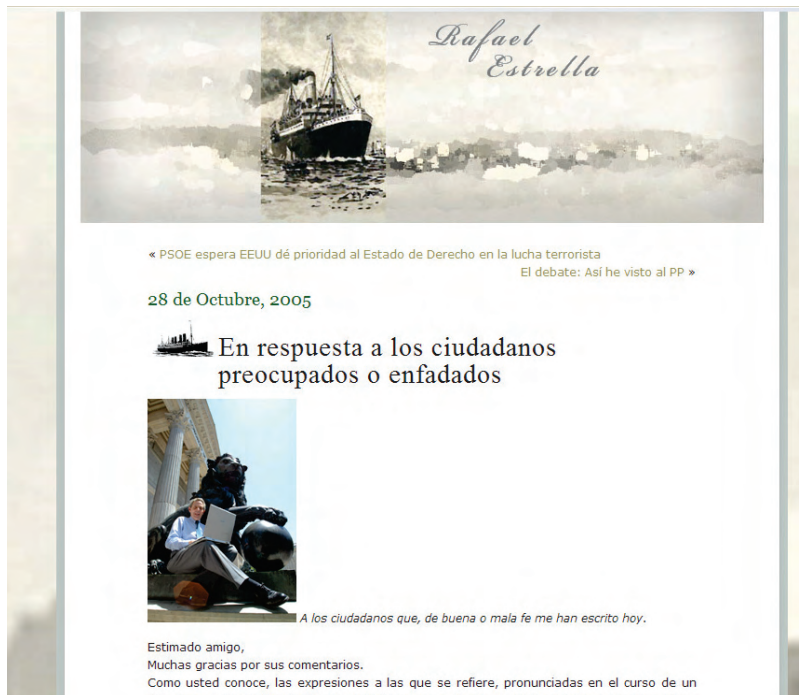 Rafael
Estrella
« PSOE espera EEUU dé prioridad al Estado de Derecho en la lucha terrorista
El debate: Así he visto al PP »
28 de Octubre, 2005
En respuesta a los ciudadanos
preocupados o enfadados
A los ciudadanos que, de buena o mala fe me han escrito hoy.
Estimado amigo,
Muchas gracias por sus comentarios.
Como usted conoce, las expresiones a las que se refiere, pronunciadas en el curso de un